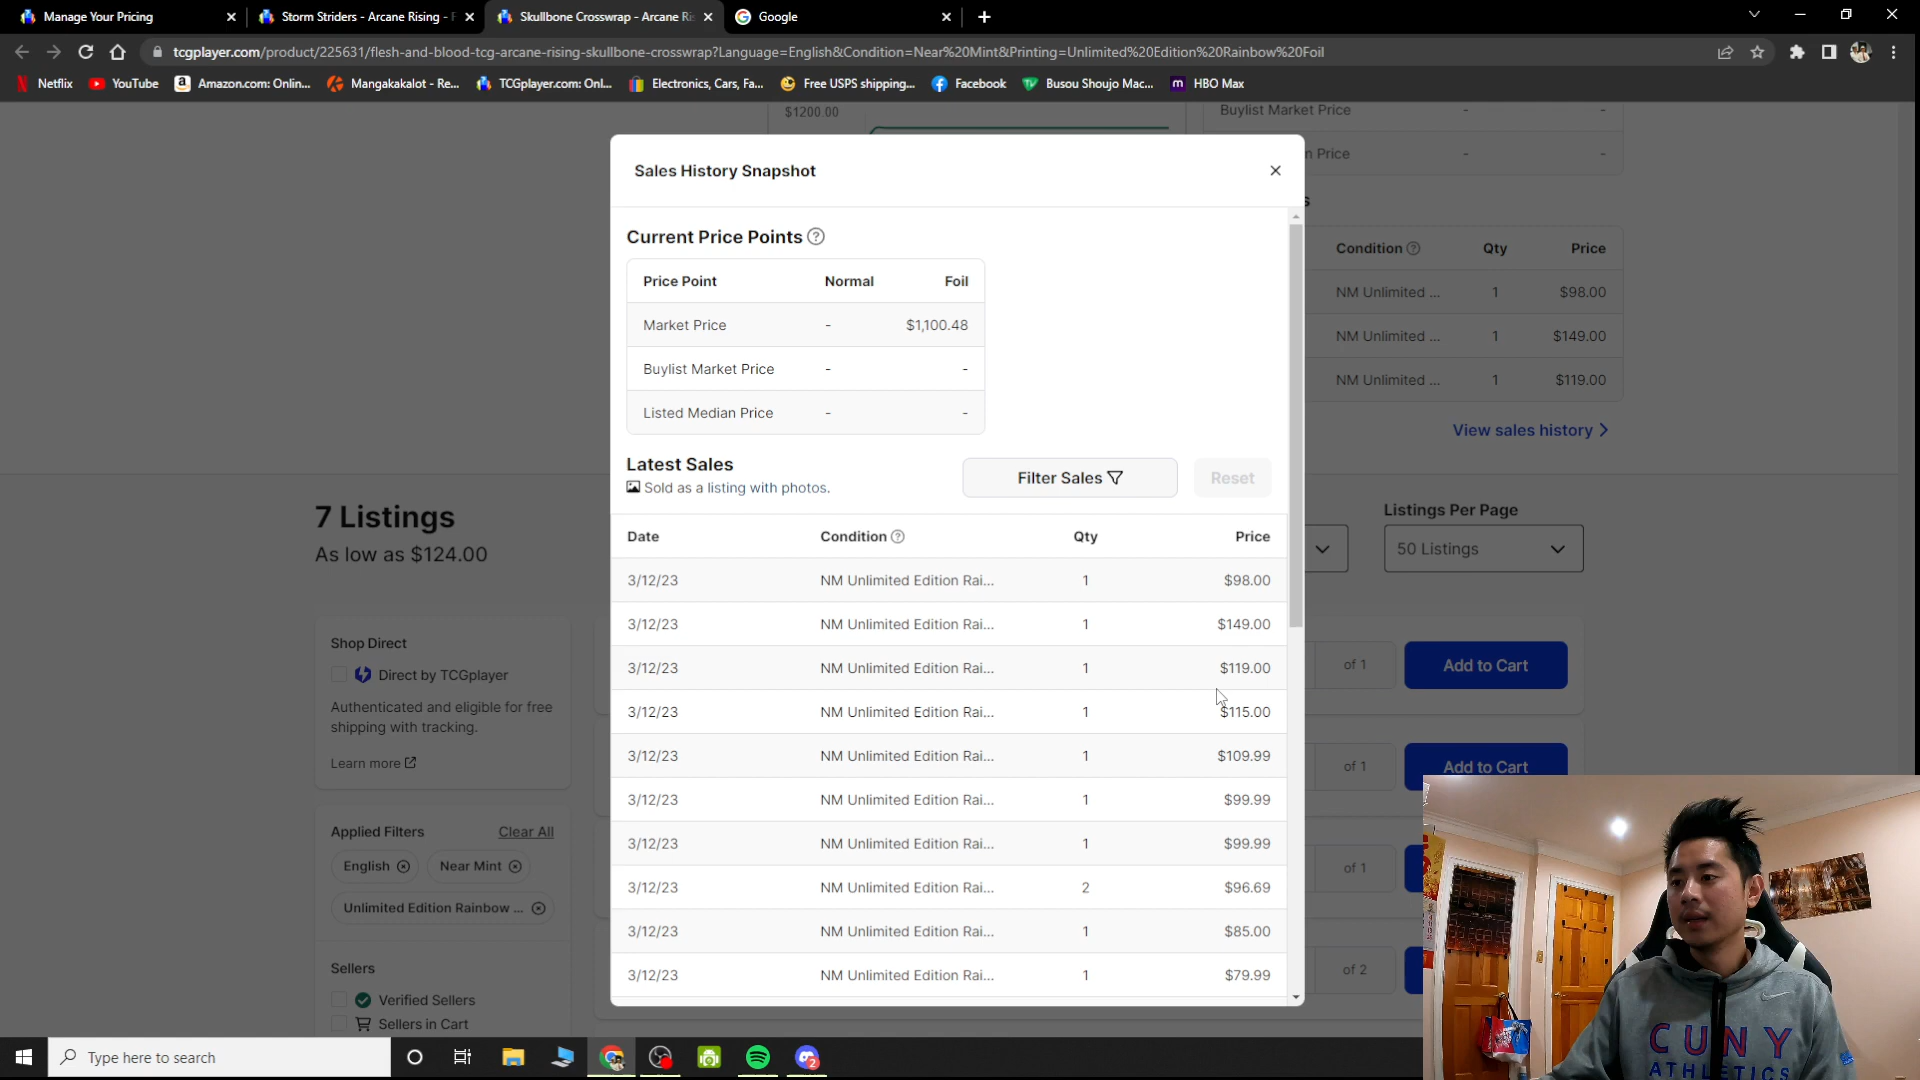 Manage Your Pricing
Storm Striders - Arcane Rising - F
Skullbone Crosswrap - Arcane Ri
Google
tcgplayer.com/product/225631/flesh-and-blood-tcg-arcane-rising-skullbone-crosswrap?Language=English&Condition=Near%20Mint&Printing=Unlimited%20Edition%20Rainbow%20Foil
Netflix
YouTube
Amazon.com: Onlin...
Mangakakalot - Re...
TCGplayer.com: Onl...
Electronics, Cars, Fa...
Free USPS shipping...
Facebook
Busou Shoujo Mac...
HBO Max
$1200.00
Buylist Market Price - -
n Price - -
s
Sales History Snapshot
Current Price Points
Price Point Normal Foil
Market Price - $1,100.48
Buylist Market Price - -
Listed Median Price - -
Condition Qty Price
NM Unlimited ... 1 $98.00
NM Unlimited ... 1 $149.00
NM Unlimited ... 1 $119.00
View sales history
Latest Sales
Sold as a listing with photos.
Filter Sales
Reset
Date Condition Qty Price
3/12/23 NM Unlimited Edition Rai... 1 $98.00
3/12/23 NM Unlimited Edition Rai... 1 $149.00
3/12/23 NM Unlimited Edition Rai... 1 $119.00
3/12/23 NM Unlimited Edition Rai... 1 $115.00
3/12/23 NM Unlimited Edition Rai... 1 $109.99
3/12/23 NM Unlimited Edition Rai... 1 $99.99
3/12/23 NM Unlimited Edition Rai... 1 $99.99
3/12/23 NM Unlimited Edition Rai... 2 $96.69
3/12/23 NM Unlimited Edition Rai... 1 $85.00
3/12/23 NM Unlimited Edition Rai... 1 $79.99
7 Listings
As low as $124.00
Listings Per Page
50 Listings
Shop Direct
Direct by TCGplayer
Authenticated and eligible for free
shipping with tracking.
Learn more
Applied Filters Clear All
English
Near Mint
Unlimited Edition Rainbow ...
Sellers
Verified Sellers
Sellers in Cart
of 1
Add to Cart
of 1
Add to Cart
of 1
of 2
Type here to search
2
CUNY
ATHLETICS